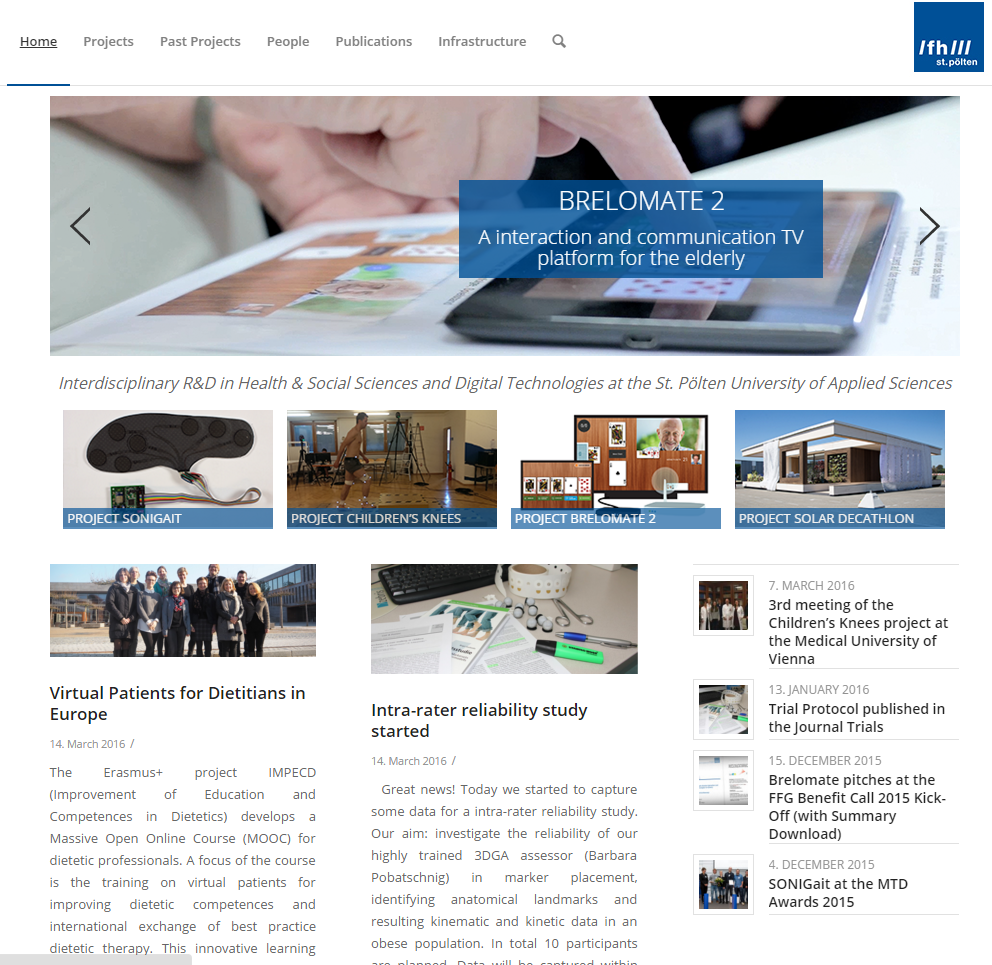 Home Projects Past Projects People Publications Infrastructure
/fh///
st.pölten
BRELOMATE 2
A interaction and communication TV
platform for the elderly
Interdisciplinary R&D in Health & Social Sciences and Digital Technologies at the St. Pölten University of Applied Sciences
PROJECT SONIGAIT
PROJECT CHILDREN'S KNEES
PROJECT BRELOMATE 2
PROJECT SOLAR DECATHLON
Virtual Patients for Dietitians in
Europe
14. March 2016 /
The Erasmus+ project IMPECD
(Improvement of Education and
Competences in Dietetics) develops a
Massive Open Online Course (MOOC) for
dietetic professionals. A focus of the course
is the training on virtual patients for
improving dietetic competences and
international exchange of best practice
dietetic therapy. This innovative learning
Intra-rater reliability study
started
14. March 2016 /
Great news! Today we started to capture
some data for a intra-rater reliability study.
Our aim: investigate the reliability of our
highly trained 3DGA assessor (Barbara
Pobatschnig) in marker placement,
identifying anatomical landmarks and
resulting kinematic and kinetic data in an
obese population. In total 10 participants
are planned. Data will be captured within
7. MARCH 2016
3rd meeting of the
Children's Knees project at
the Medical University of
Vienna
13. JANUARY 2016
Trial Protocol published in
the Journal Trials
15. DECEMBER 2015
Brelomate pitches at the
FFG Benefit Call 2015 Kick-
Off (with Summary
Download)
4. DECEMBER 2015
SONIGait at the MTD
Awards 2015